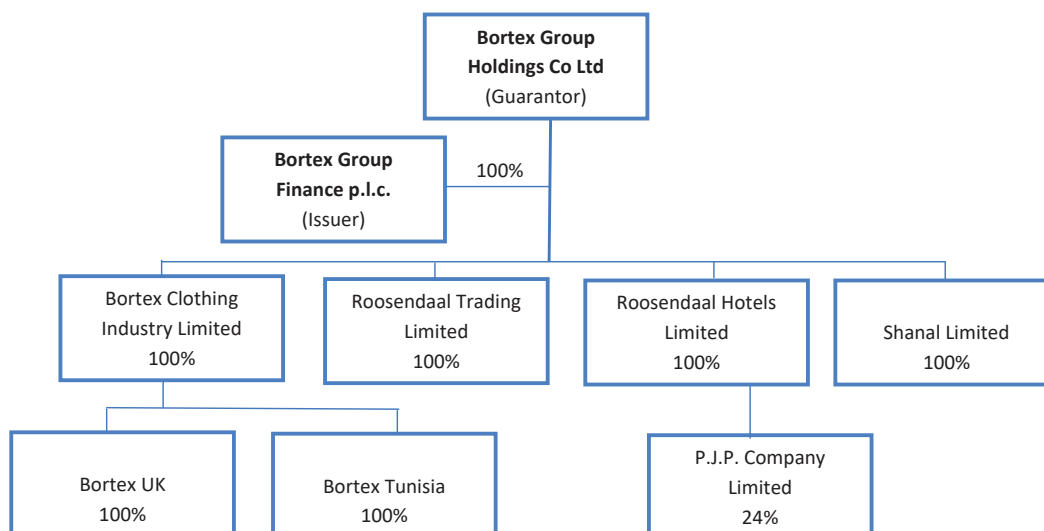 Bortex Group
Holdings Co Ltd
(Guarantor)
Bortex Group
Finance p.l.c.
(Issuer)
100%
Bortex Clothing
Industry Limited
100%
Roosendaal Trading
Limited
100%
Roosendaal Hotels
Limited
100%
Shanal Limited
100%
Bortex UK
100%
Bortex Tunisia
100%
P.J.P. Company
Limited
24%